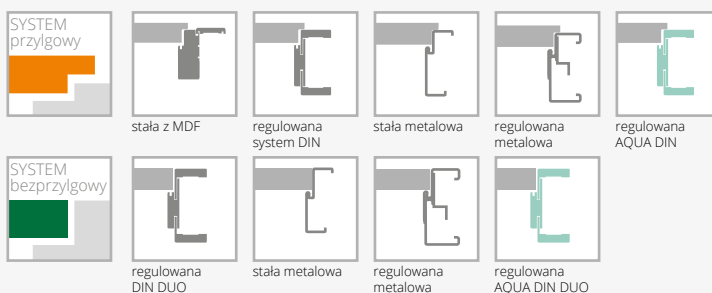 SYSTEM
przylgowy
stała z MDF
regulowana
system DIN
stała metalowa
regulowana
metalowa
regulowana
AQUA DIN
SYSTEM
bezprzylgowy
regulowana
DIN DUO
stała metalowa
regulowana
metalowa
regulowana
AQUA DIN DUO